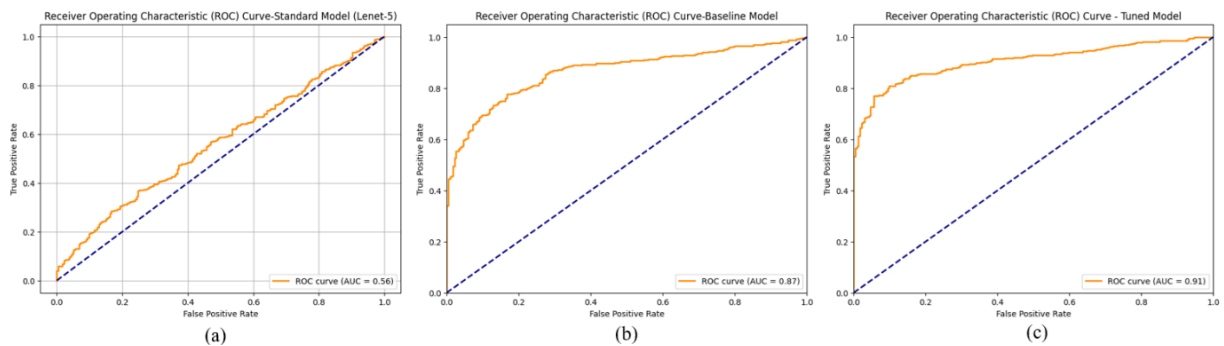 Receiver Operating Characteristic (ROC) Curve-Standard Model (Lenet-5)
1.0
0.8
0.6
0.4
0.2
0.0
True Positive Rate
ROC curve (AUC = 0.56)
0.0 0.2 0.4 0.6 0.8 1.0
False Positive Rate
(a)
Receiver Operating Characteristic (ROC) Curve-Baseline Model
1.0
0.8
0.6
0.4
0.2
0.0
True Positive Rate
ROC curve (AUC = 0.87)
0.0 0.2 0.4 0.6 0.8 1.0
False Positive Rate
(b)
Receiver Operating Characteristic (ROC) Curve - Tuned Model
1.0
0.8
0.6
0.4
0.2
0.0
True Positive Rate
ROC curve (AUC = 0.91)
0.0 0.2 0.4 0.6 0.8 1.0
False Positive Rate
(c)